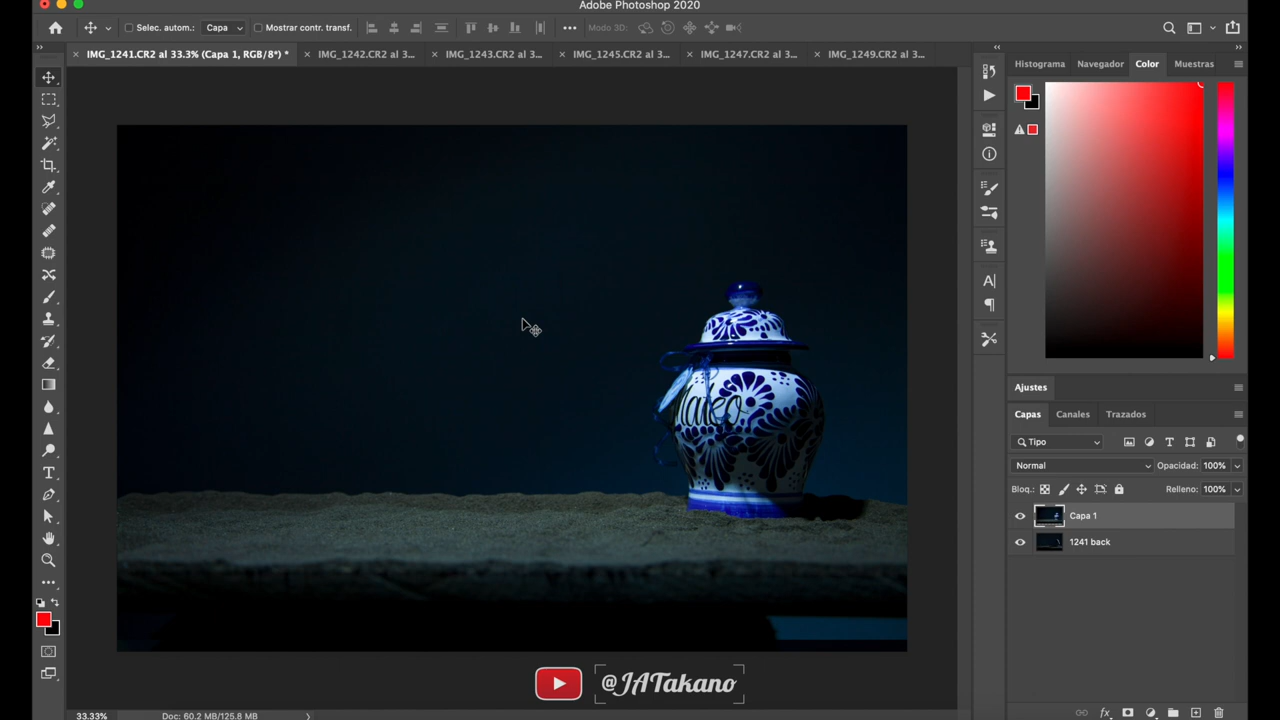 Adobe Photoshop 2020
Selec. autom.: Capa Mostrar contr. transf. Modo 3D:
IMG_1241.CR2 al 33.3% (Capa 1, RGB/8*) * IMG_1242.CR2 al 3... IMG_1243.CR2 al 3... IMG_1245.CR2 al 3... IMG_1247.CR2 al 3... IMG_1249.CR2 al 3...
Histograma Navegador Color Muestras
Ajustes
Capas Canales Trazados
Tipo
Normal Opacidad: 100%
Bloq.: Relleno: 100%
Capa 1
1241 back
@JATakano
33.33% Doc: 60.2 MB/125.8 MB